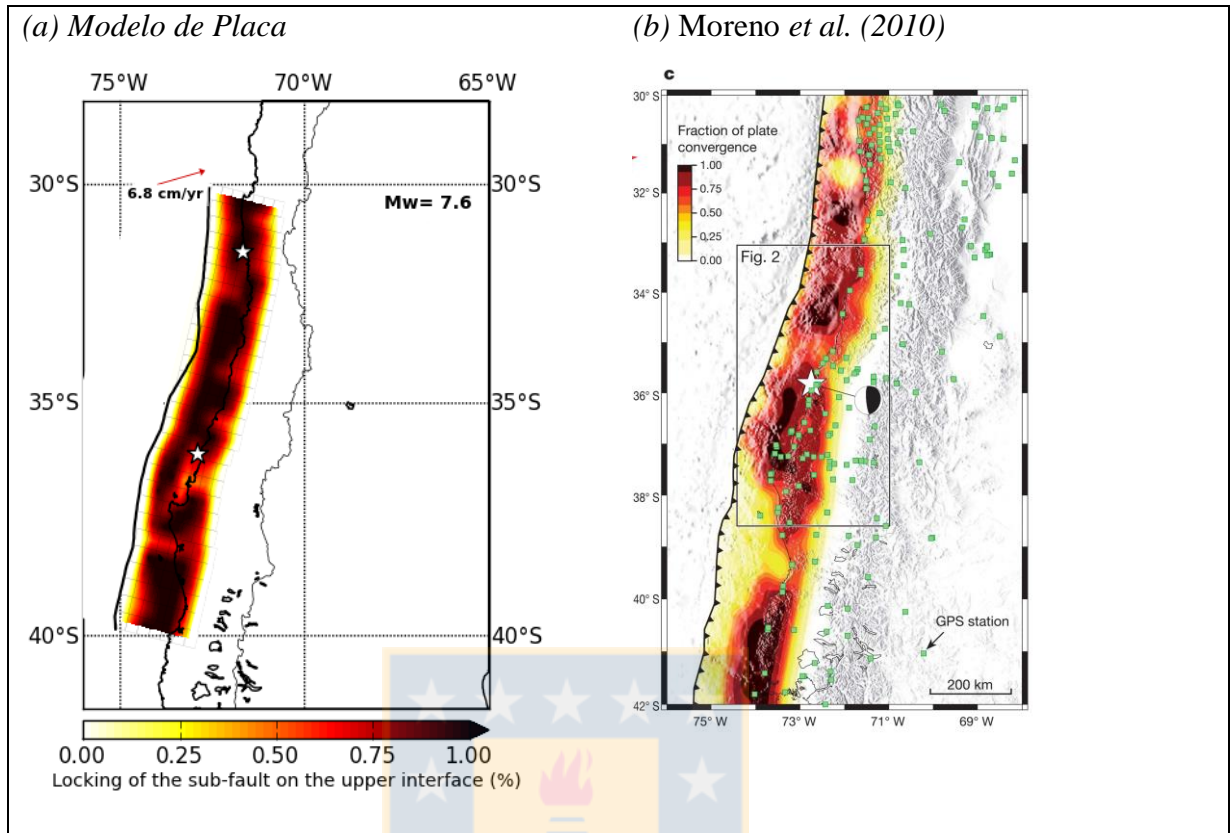 (a) Modelo de Placa
(b) Moreno et al. (2010)
75°W 70°W 65°W
30°S 30°S
6.8 cm/yr
Mw= 7.6
35°S 35°S
40°S 40°S
0.00 0.25 0.50 0.75 1.00
Locking of the sub-fault on the upper interface (%)
c
30° S
Fraction of plate
convergence
1.00
0.75
0.50
0.25
0.00
32° S
Fig. 2
34° S
36° S
38° S
40° S
GPS station
200 km
42° S
75° W 73° W 71° W 69° W